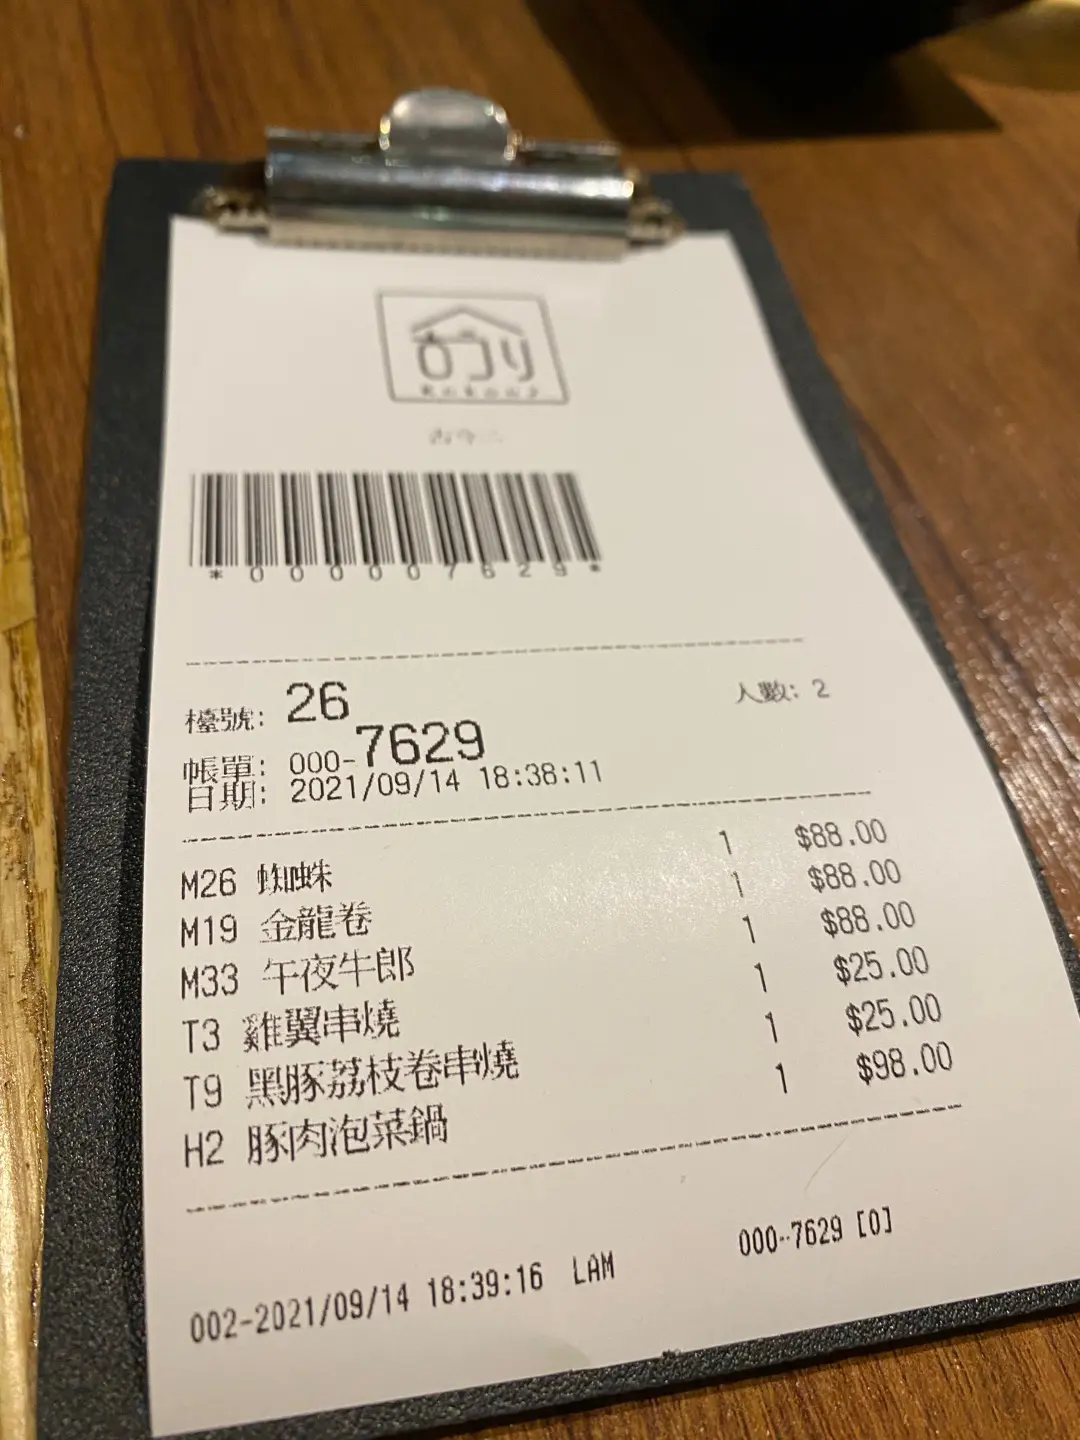 *0000007629*
檯號: 26
人數: 2
帳單: 000-7629
日期: 2021/09/14 18:38:11
M26 蜘蛛 1 $88.00
M19 金龍卷 1 $88.00
M33 午夜牛郎 1 $88.00
T3 雞翼串燒 1 $25.00
T9 黑豚荔枝卷串燒 1 $25.00
H2 豚肉泡菜鍋 1 $98.00
000-7629 [0]
002-2021/09/14 18:39:16 LAM